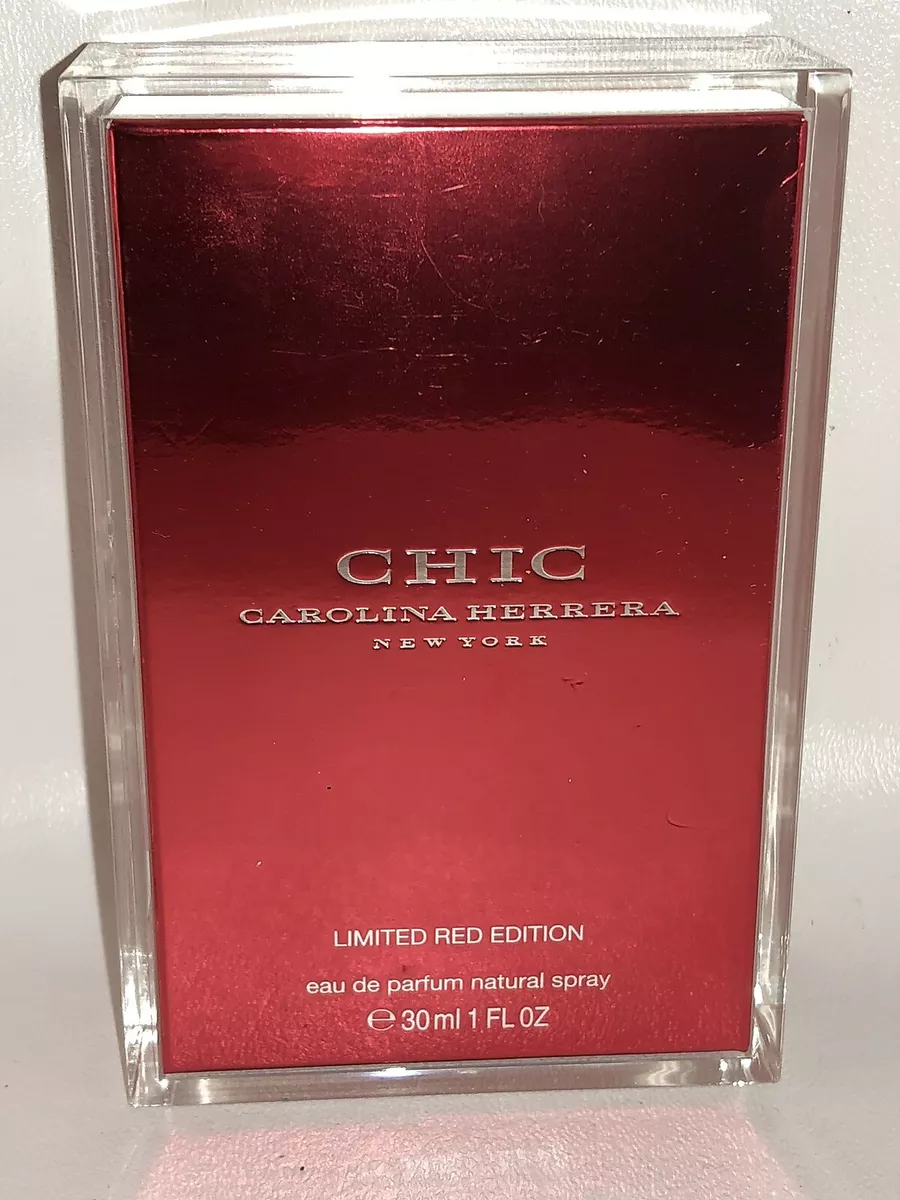 CHIC
CAROLINA HERRERA
NEW YORK
LIMITED RED EDITION
eau de parfum natural spray
℮ 30 ml 1 FL OZ